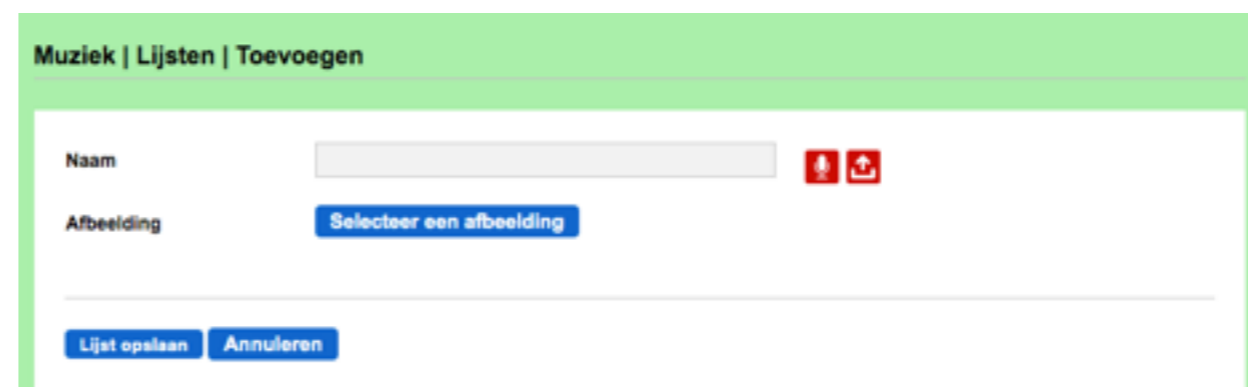 Muziek | Lijsten | Toevoegen
Naam
Afbeelding Selecteer een afbeelding
Lijst opslaan Annuleren